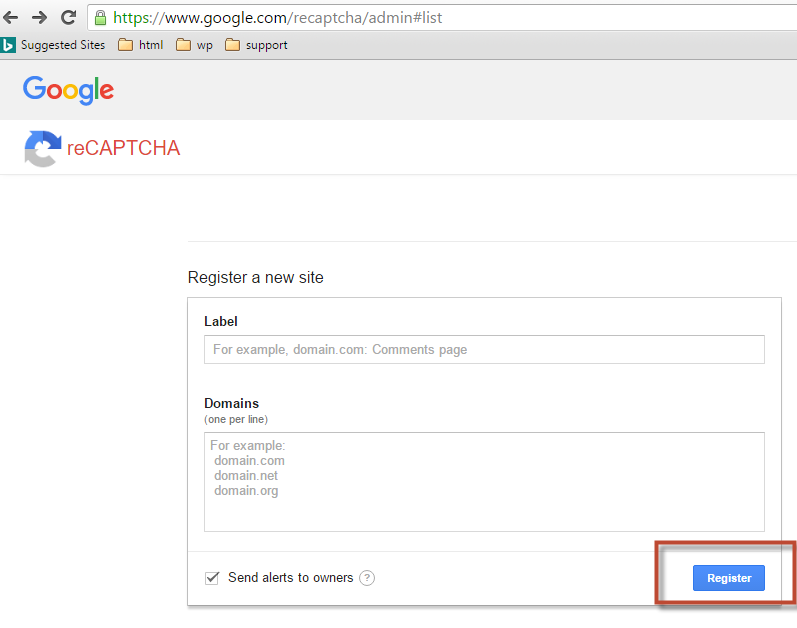 https://www.google.com/recaptcha/admin#list
Suggested Sites html wp support
Google
reCAPTCHA
Register a new site
Label
For example, domain.com: Comments page
Domains
(one per line)
For example:
domain.com
domain.net
domain.org
Send alerts to owners ?
Register